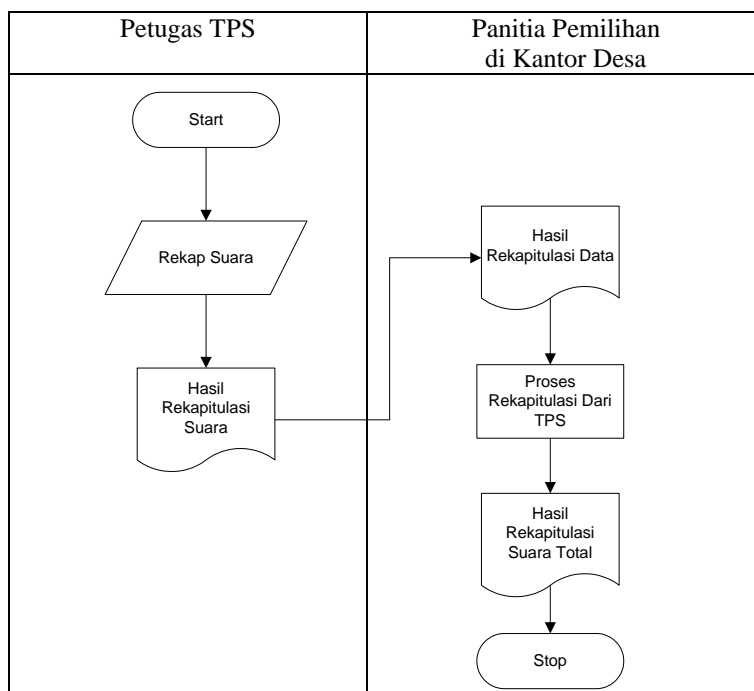 Petugas TPS
Panitia Pemilihan
di Kantor Desa
Start
Rekap Suara
Hasil
Rekapitulasi
Suara
Hasil
Rekapitulasi Data
Proses
Rekapitulasi Dari
TPS
Hasil
Rekapitulasi
Suara Total
Stop